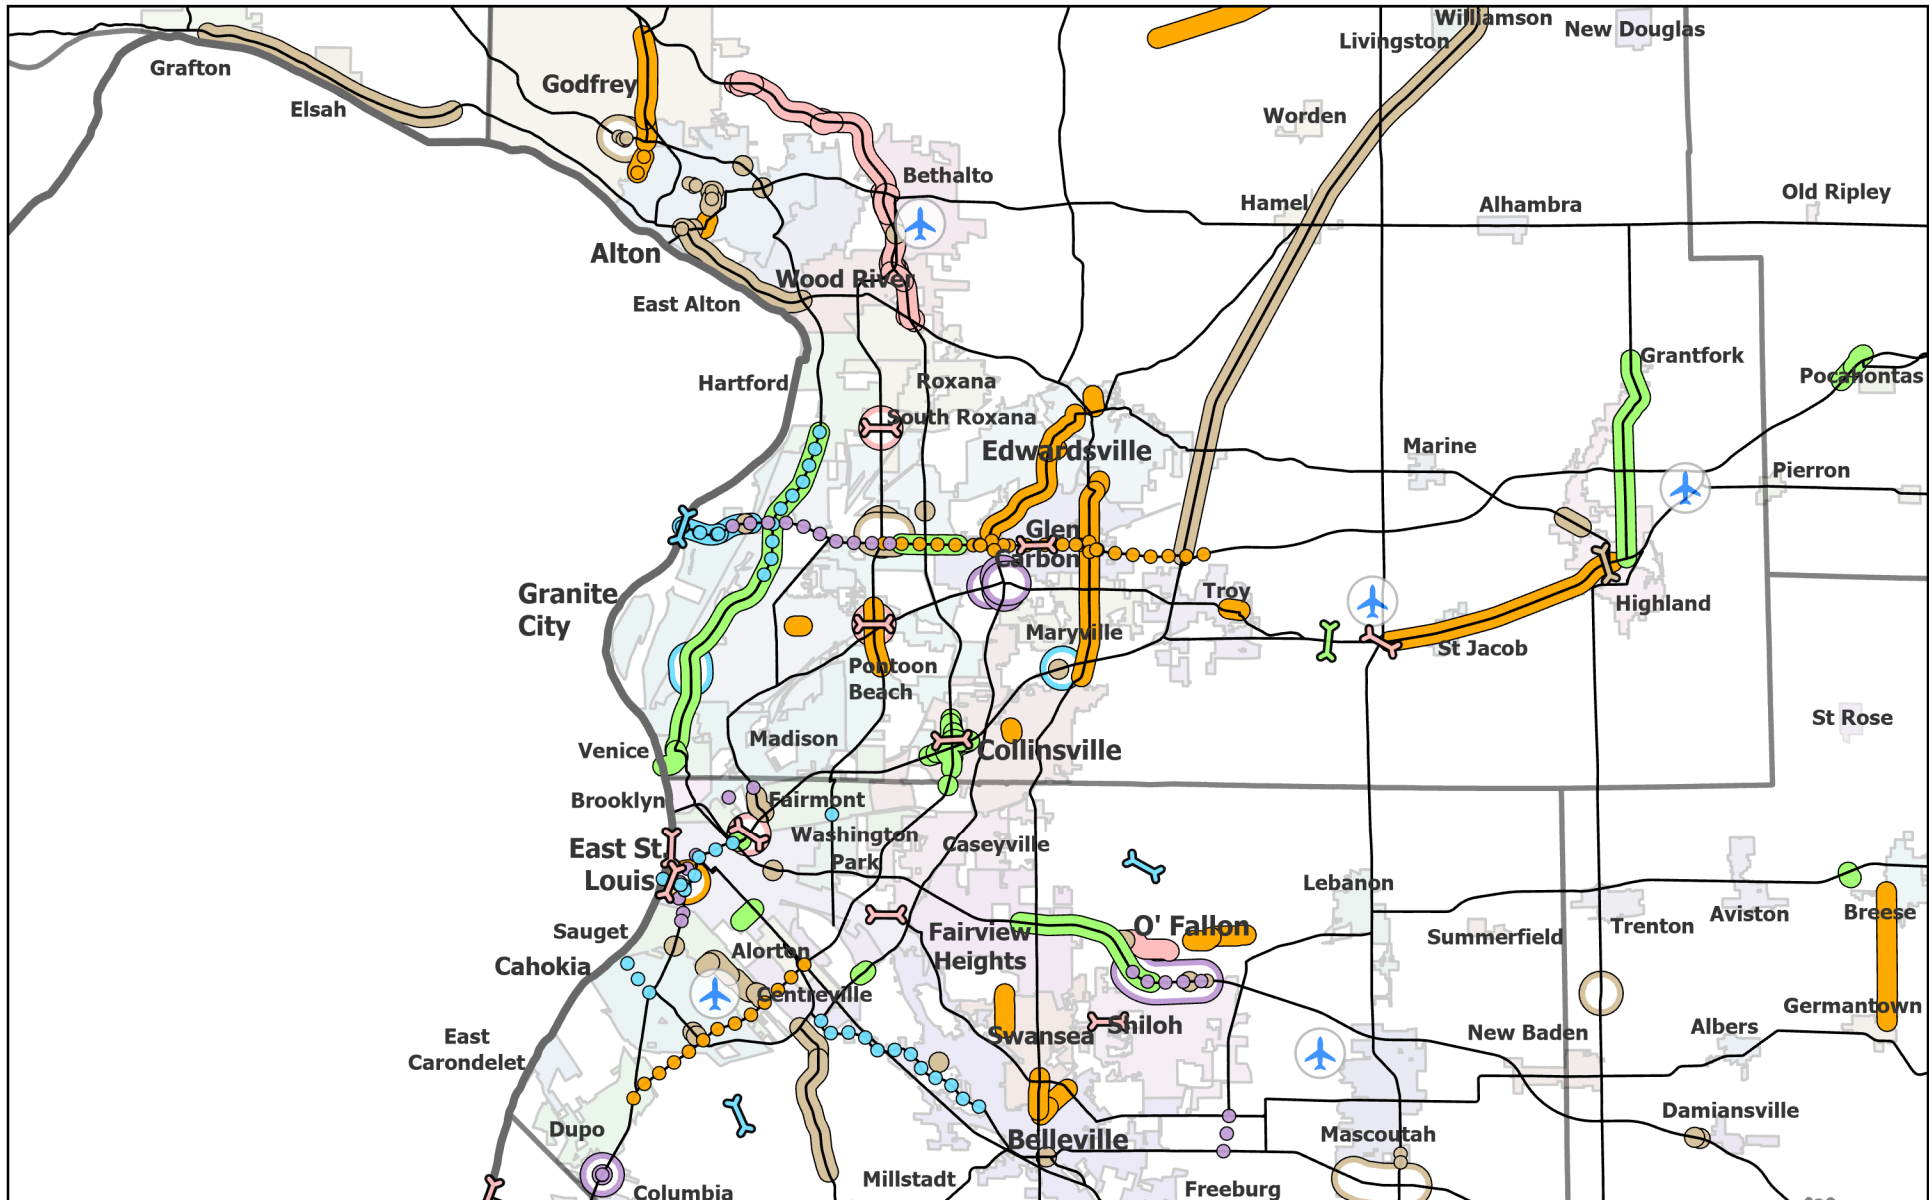 Williamson
New Douglas
Livingston
Grafton
Godfrey
Elsah
Worden
Bethalto
Old Ripley
Hamel
Alhambra
Alton
Wood River
East Alton
Grantfork
Hartford
Roxana
Pocahontas
South Roxana
Marine
Edwardsville
Pierron
Glen
Carbon
Granite
City
Troy
Highland
Maryville
St Jacob
Pontoon
Beach
St Rose
Madison
Venice
Collinsville
Brooklyn
Fairmont
Washington
Park
East St.
Louis
Caseyville
Lebanon
Breese
Aviston
Trenton
O' Fallon
Sauget
Fairview
Heights
Summerfield
Alorton
Cahokia
Centreville
Germantown
Shiloh
Albers
New Baden
Swansea
East
Carondelet
Damiansville
Dupo
Mascoutah
Belleville
Millstadt
Freeburg
Columbia